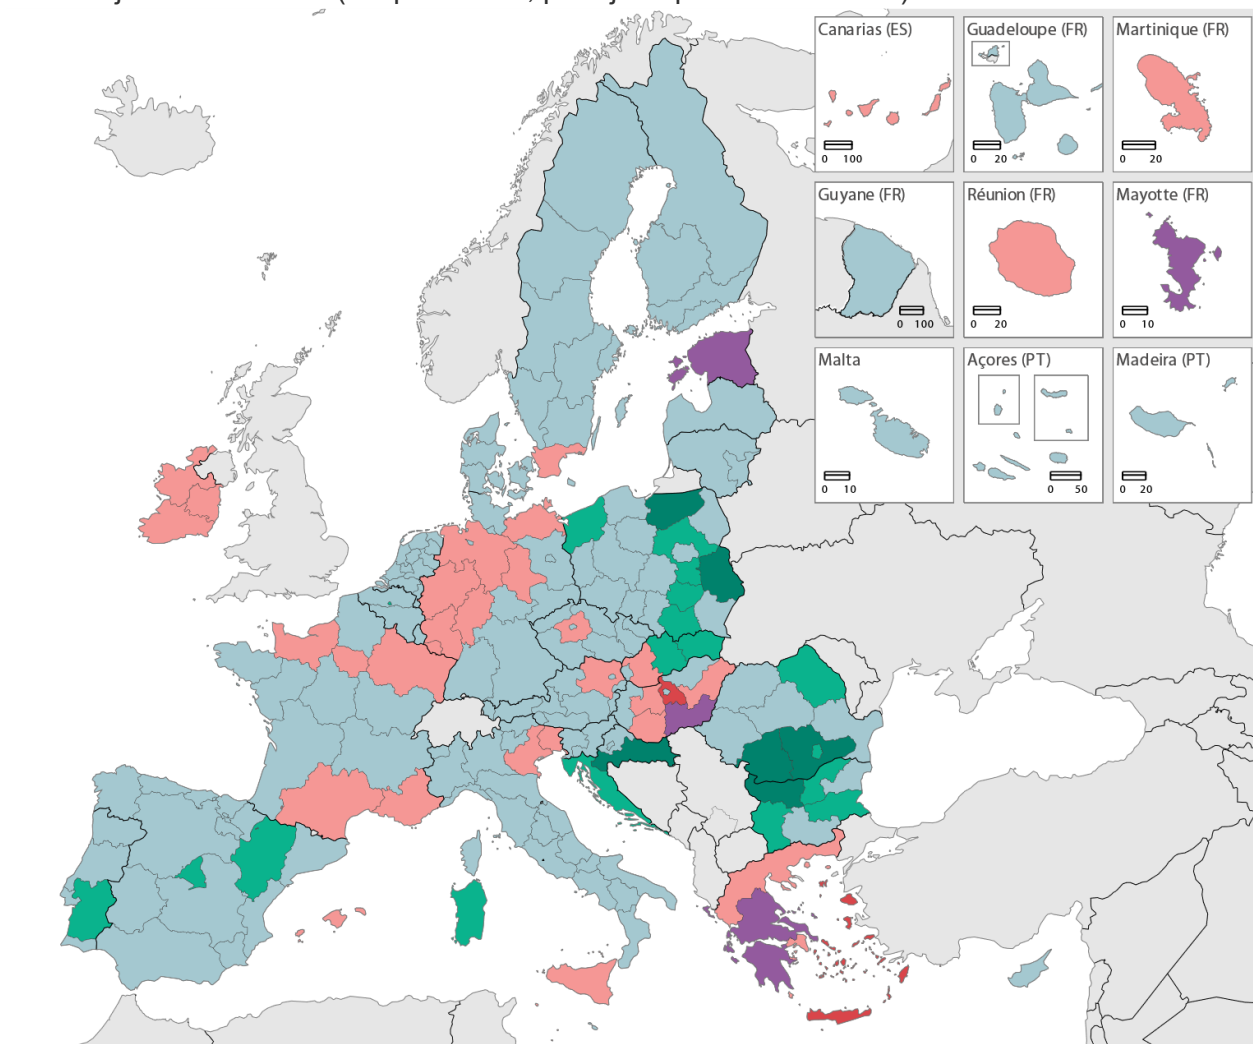 Canarias (ES)
0 100
Guadeloupe (FR)
0 20
Martinique (FR)
0 20
Guyane (FR)
0 100
Réunion (FR)
0 20
Mayotte (FR)
0 10
Malta
0 10
Açores (PT)
0 50
Madeira (PT)
0 20